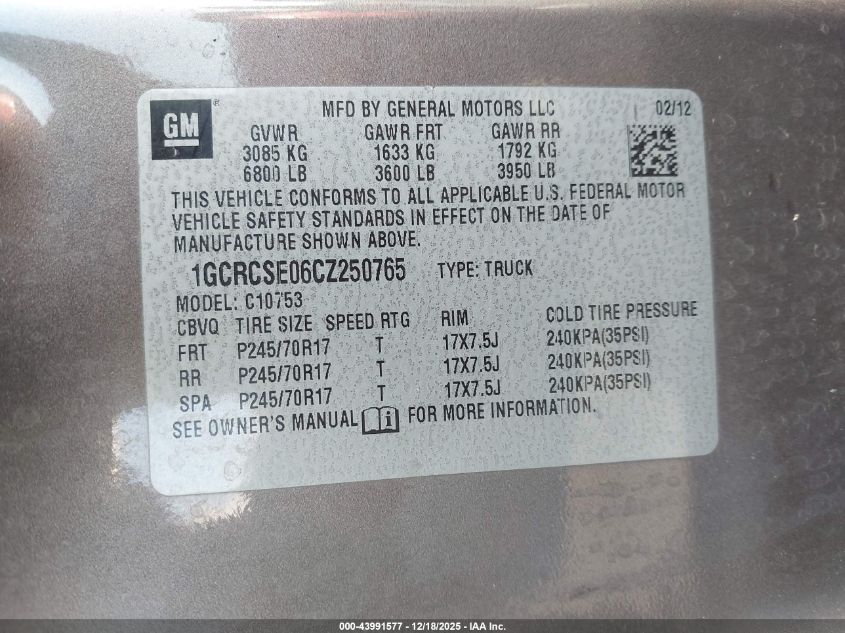 GM ® MFD BY GENERAL MOTORS LLC 02/12
GVWR GAWR FRT GAWR RR
3085 KG 1633 KG 1792 KG
6800 LB 3600 LB 3950 LB
THIS VEHICLE CONFORMS TO ALL APPLICABLE U.S. FEDERAL MOTOR
VEHICLE SAFETY STANDARDS IN EFFECT ON THE DATE OF
MANUFACTURE SHOWN ABOVE.
1GCRCSE06CZ250765 TYPE: TRUCK
MODEL: C10753
CBVQ TIRE SIZE SPEED RTG RIM COLD TIRE PRESSURE
FRT P245/70R17 T 17X7.5J 240KPA(35PSI)
RR P245/70R17 T 17X7.5J 240KPA(35PSI)
SPA P245/70R17 T 17X7.5J 240KPA(35PSI)
SEE OWNER'S MANUAL i FOR MORE INFORMATION.
000-43991577 - 12/18/2025 - IAA Inc.